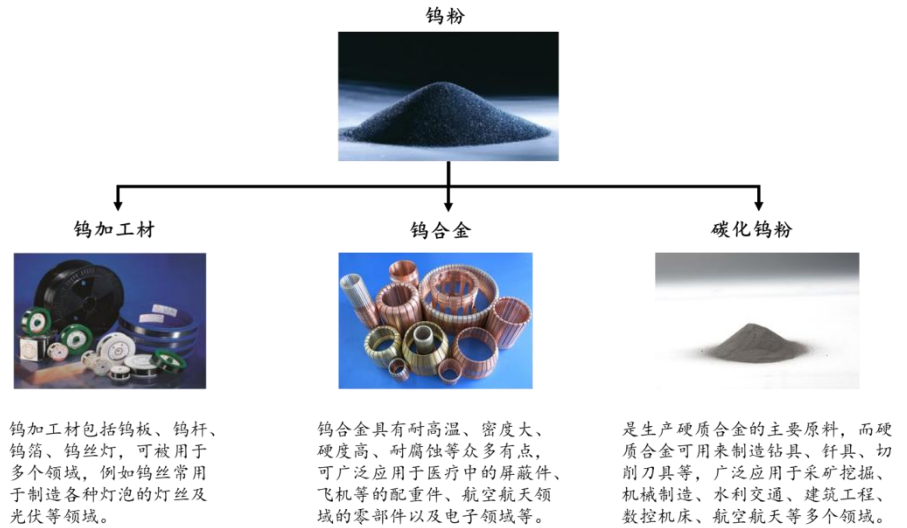 钨粉
钨加工材
钨合金
碳化钨粉
钨加工材包括钨板、钨杆、
钨箔、钨丝灯，可被用于
多个领域，例如钨丝常用
于制造各种灯泡的灯丝及
光伏等领域。
钨合金具有耐高温、密度大、
硬度高、耐腐蚀等众多有点，
可广泛应用于医疗中的屏蔽件、
飞机等的配重件、航空航天领
域的零部件以及电子领域等。
是生产硬质合金的主要原料，而硬
质合金可用来制造钻具、钎具、切
削刀具等，广泛应用于采矿挖掘、
机械制造、水利交通、建筑工程、
数控机床、航空航天等多个领域。